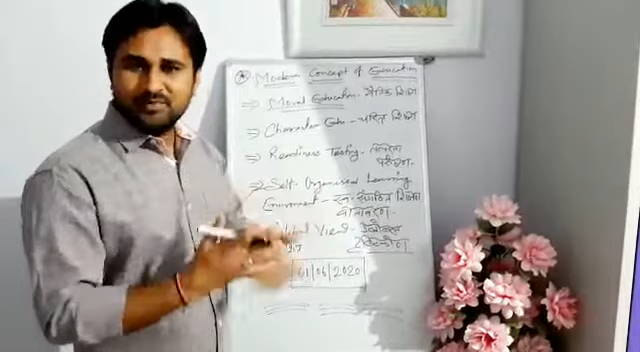 Modern Concept of Education
⇒ Moral Education - नैतिक शिक्षा
⇒ Character Edu - चरित्र शिक्षा
⇒ Readiness Testing - तत्परता
परीक्षण
⇒ Self-Organised Learning
Environment - स्व-संगठित शिक्षा
वातावरण
View -
01/06/2020